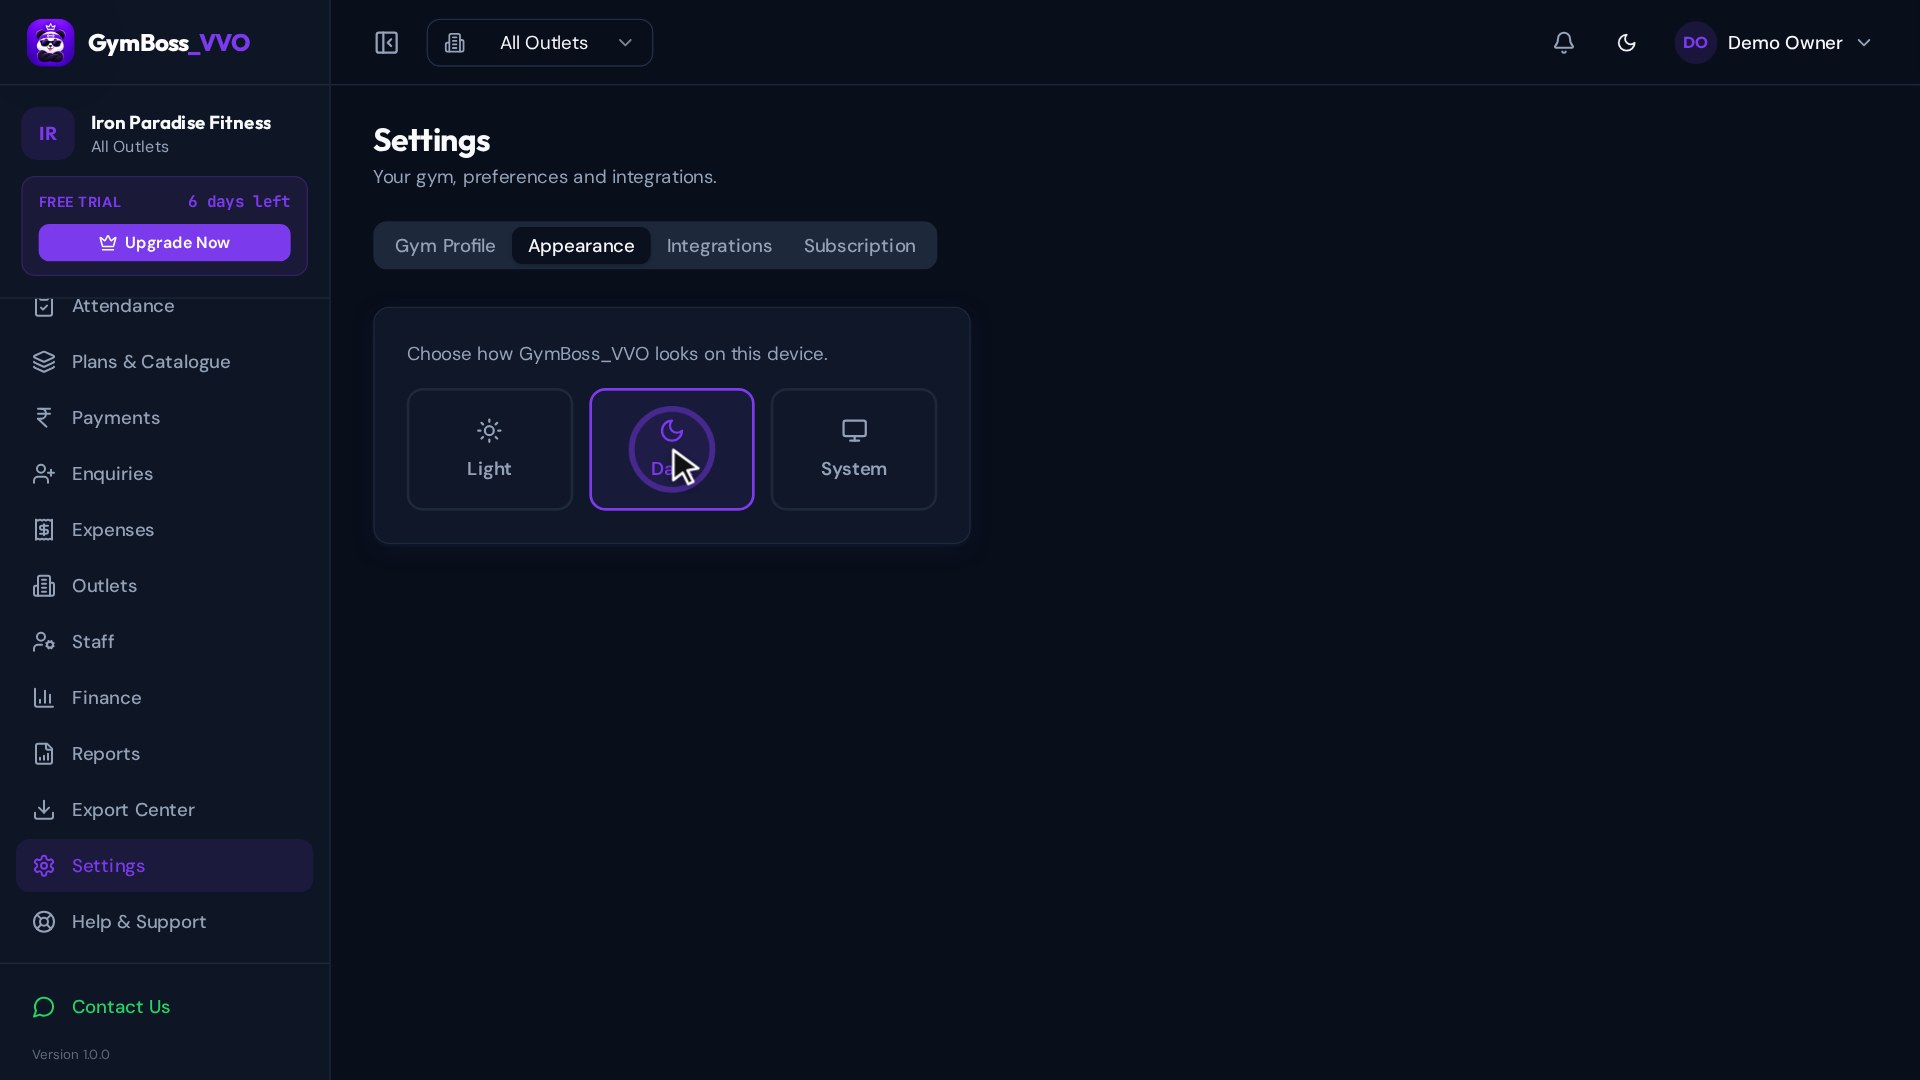 GymBoss_VVO
All Outlets
DO
Demo Owner
IR
Iron Paradise Fitness
All Outlets
FREE TRIAL
6 days left
Upgrade Now
Attendance
Plans & Catalogue
Payments
Enquiries
Expenses
Outlets
Staff
Finance
Reports
Export Center
Settings
Help & Support
Contact Us
Version 1.0.0
Settings
Your gym, preferences and integrations.
Gym Profile
Appearance
Integrations
Subscription
Choose how GymBoss_VVO looks on this device.
Light
System